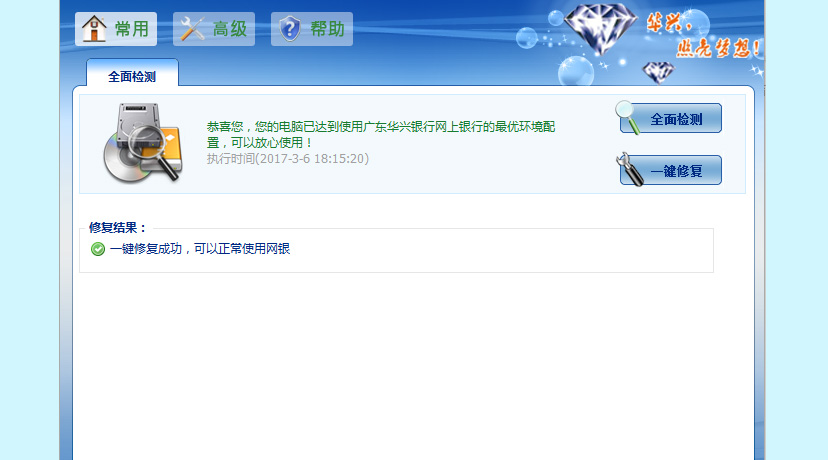 常用 高级 帮助
华兴、
照亮梦想!
全面检测
恭喜您，您的电脑已达到使用广东华兴银行网上银行的最优环境配
置，可以放心使用！
执行时间(2017-3-6 18:15:20)
全面检测
一键修复
修复结果：
一键修复成功，可以正常使用网银